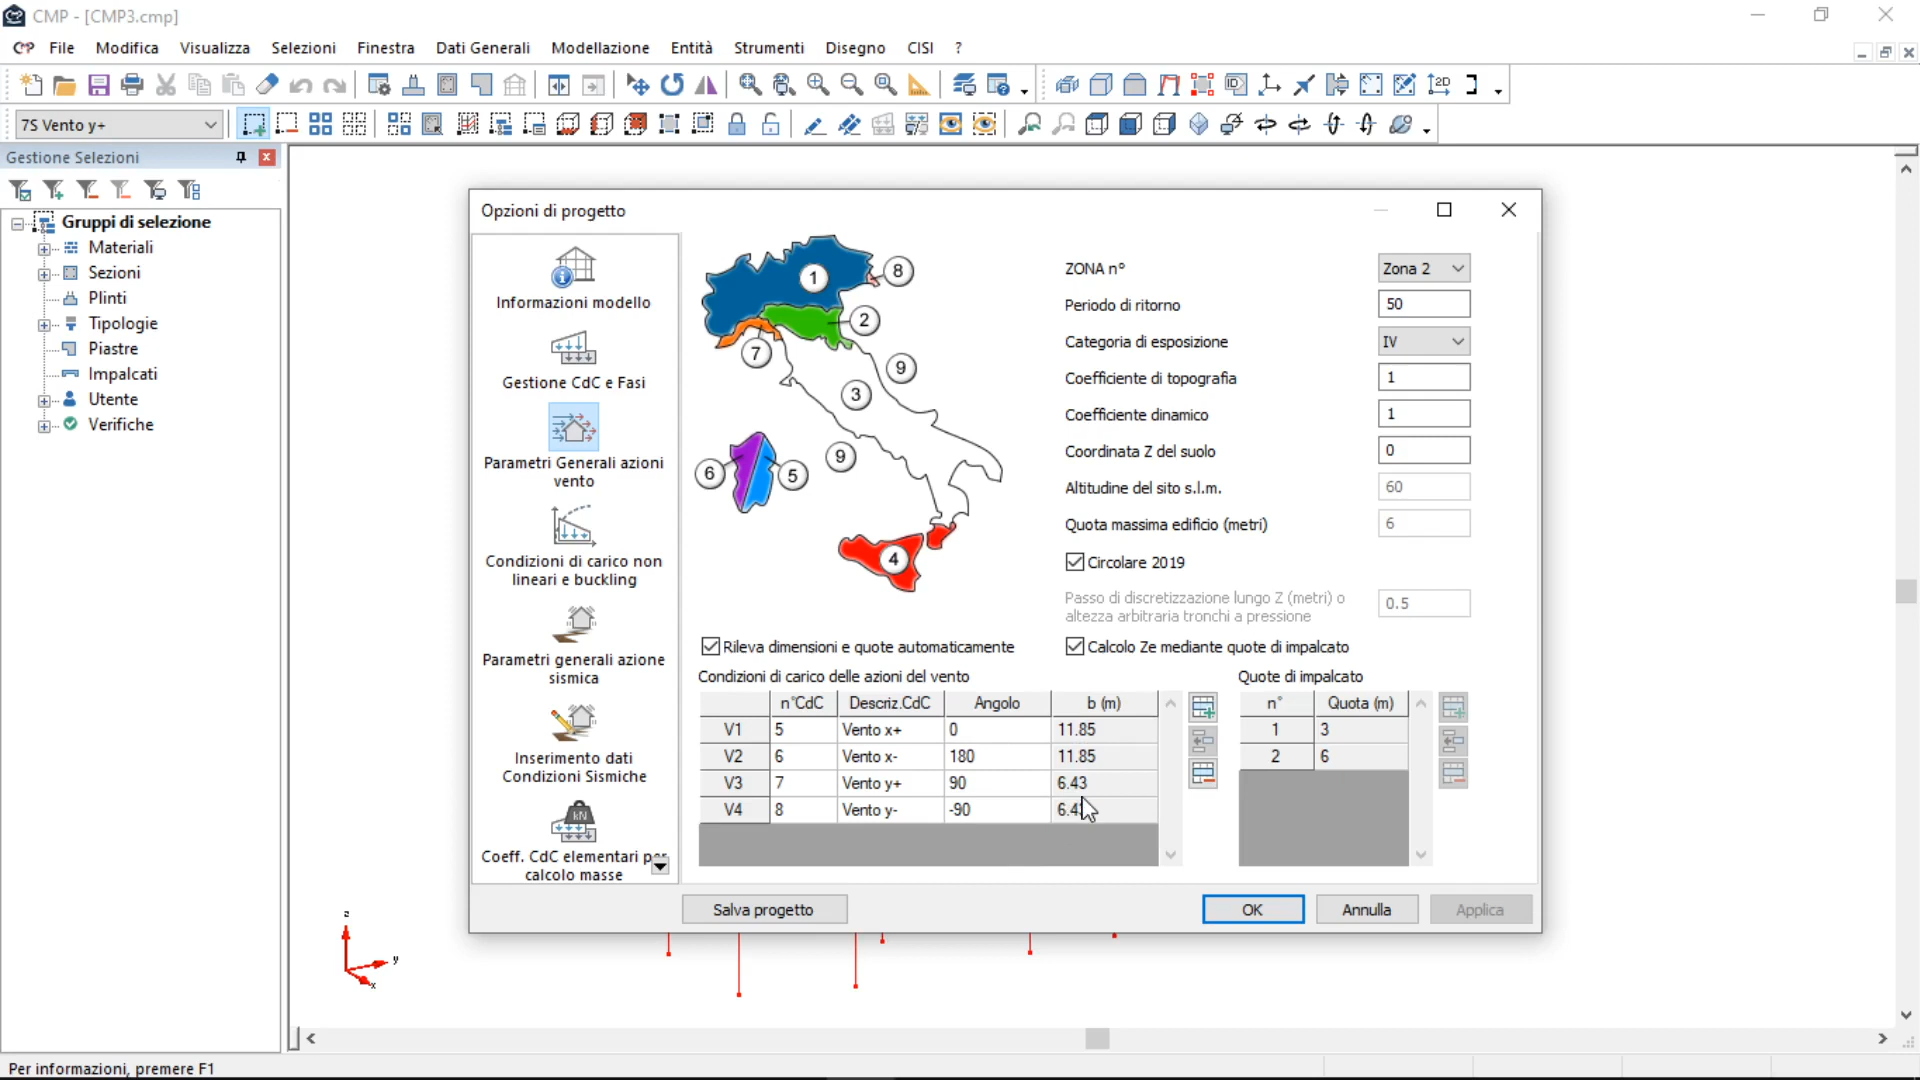 CMP - [CMP3.cmp]
CMP File Modifica Visualizza Selezioni Finestra Dati Generali Modellazione Entità Strumenti Disegno CISI ?
2D
7S Vento y+
Gestione Selezioni
Gruppi di selezione
Materiali
Sezioni
Plinti
Tipologie
Piastre
Impalcati
Utente
Verifiche
Opzioni di progetto
Informazioni modello
Gestione CdC e Fasi
Parametri Generali azioni
vento
Condizioni di carico non
lineari e buckling
Parametri generali azione
sismica
Inserimento dati
Condizioni Sismiche
kN
Coeff. CdC elementari per
calcolo masse
1
8
2
7
9
3
9
6
5
4
ZONA n° Zona 2
Periodo di ritorno 50
Categoria di esposizione IV
Coefficiente di topografia 1
Coefficiente dinamico 1
Coordinata Z del suolo 0
Altitudine del sito s.l.m. 60
Quota massima edificio (metri) 6
Circolare 2019
Passo di discretizzazione lungo Z (metri) o
altezza arbitraria tronchi a pressione
0.5
Rileva dimensioni e quote automaticamente
Calcolo Ze mediante quote di impalcato
Condizioni di carico delle azioni del vento
n°CdC Descriz.CdC Angolo b (m)
V1 5 Vento x+ 0 11.85
V2 6 Vento x- 180 11.85
V3 7 Vento y+ 90 6.43
V4 8 Vento y- -90
Quote di impalcato
n° Quota (m)
1 3
2 6
Salva progetto
OK Annulla Applica
z
y
x
Per informazioni, premere F1